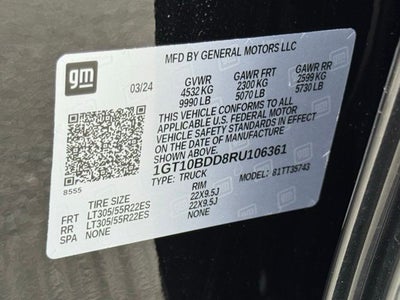 gm
MFD BY GENERAL MOTORS LLC
03/24 GVWR GAWR FRT GAWR RR
4532 KG 2300 KG 2599 KG
9990 LB 5070 LB 5730 LB
THIS VEHICLE CONFORMS TO ALL
APPLICABLE U.S. FEDERAL MOTOR
VEHICLE SAFETY STANDARDS IN EFFECT
ON THE DATE OF MANUFACTURE
1GT10BDD8RU106361
8555 TYPE: TRUCK MODEL: 81TT35743
TIRE SIZE RIM
FRT LT305/55R22ES 22X9.5J
RR LT305/55R22ES 22X9.5J
SPA NONE NONE